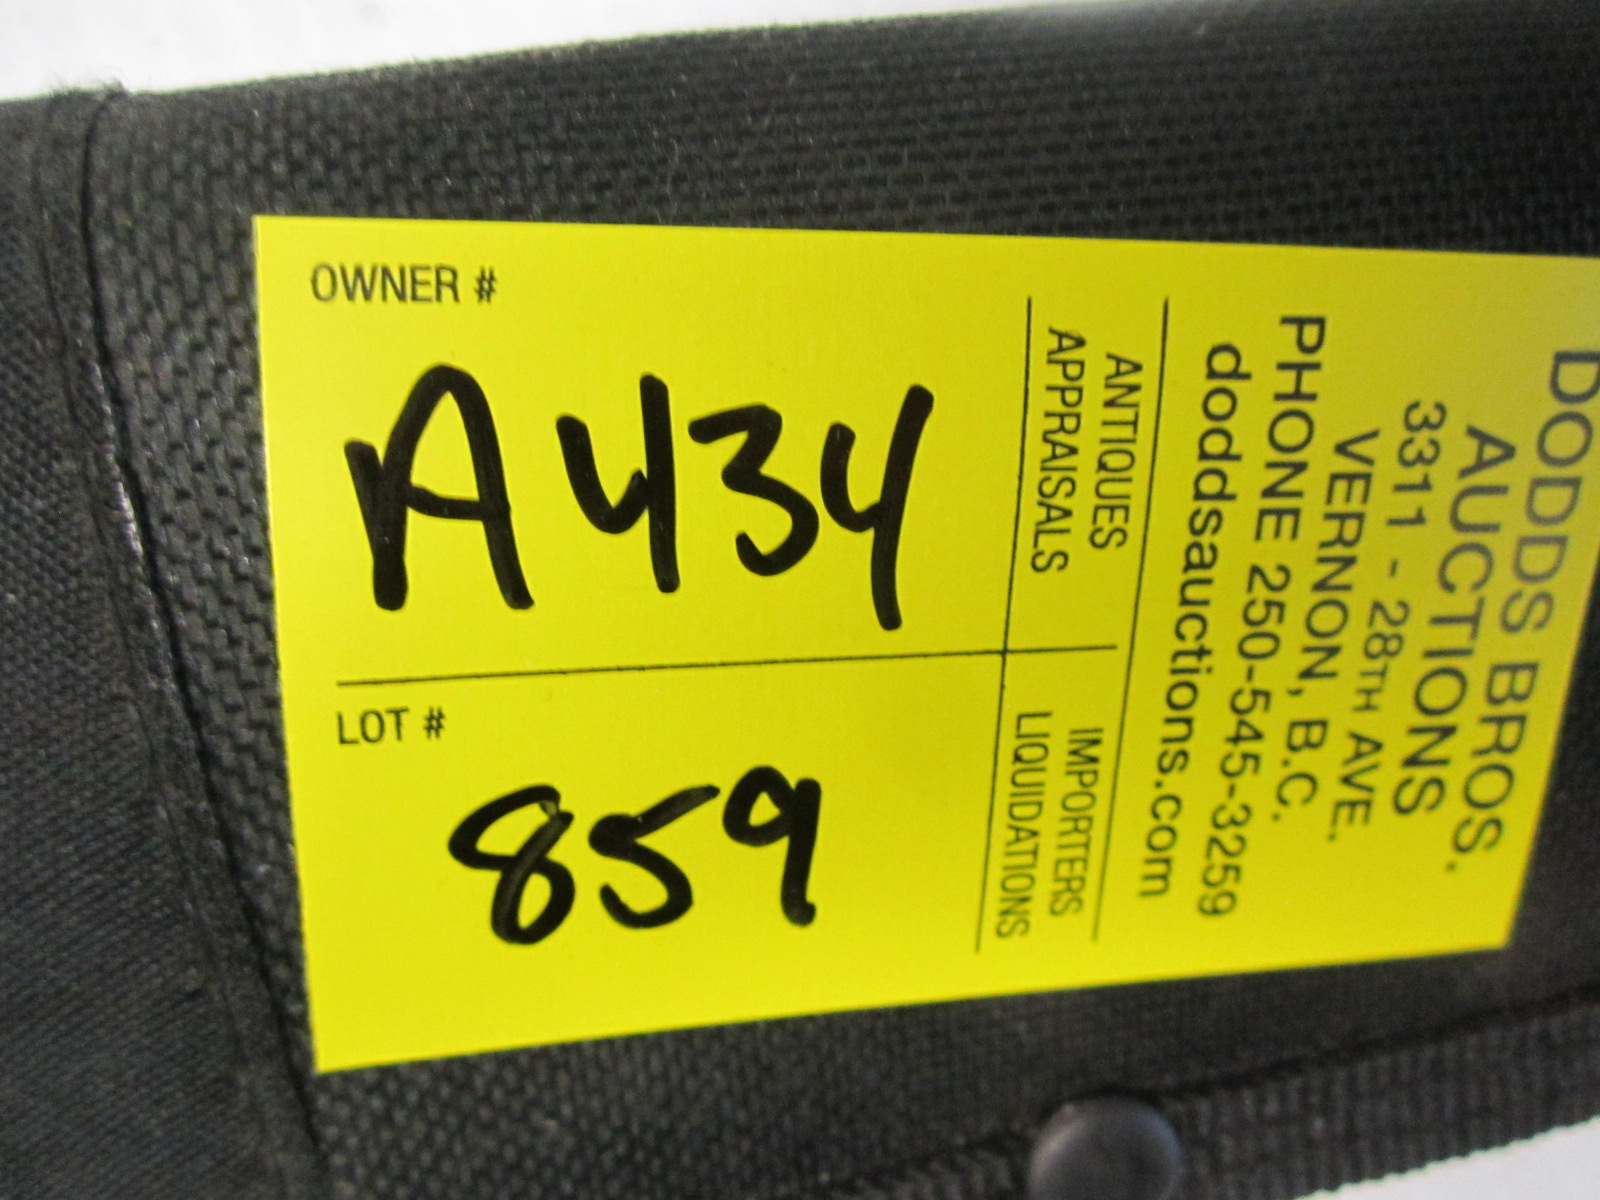 OWNER #
A434
LOT #
859
DODDS BROS.
AUCTIONS
3311 - 28TH AVE.
VERNON, B.C.
PHONE 250-545-3259
doddsauctions.com
ANTIQUES
APPRAISALS
IMPORTERS
LIQUIDATIONS